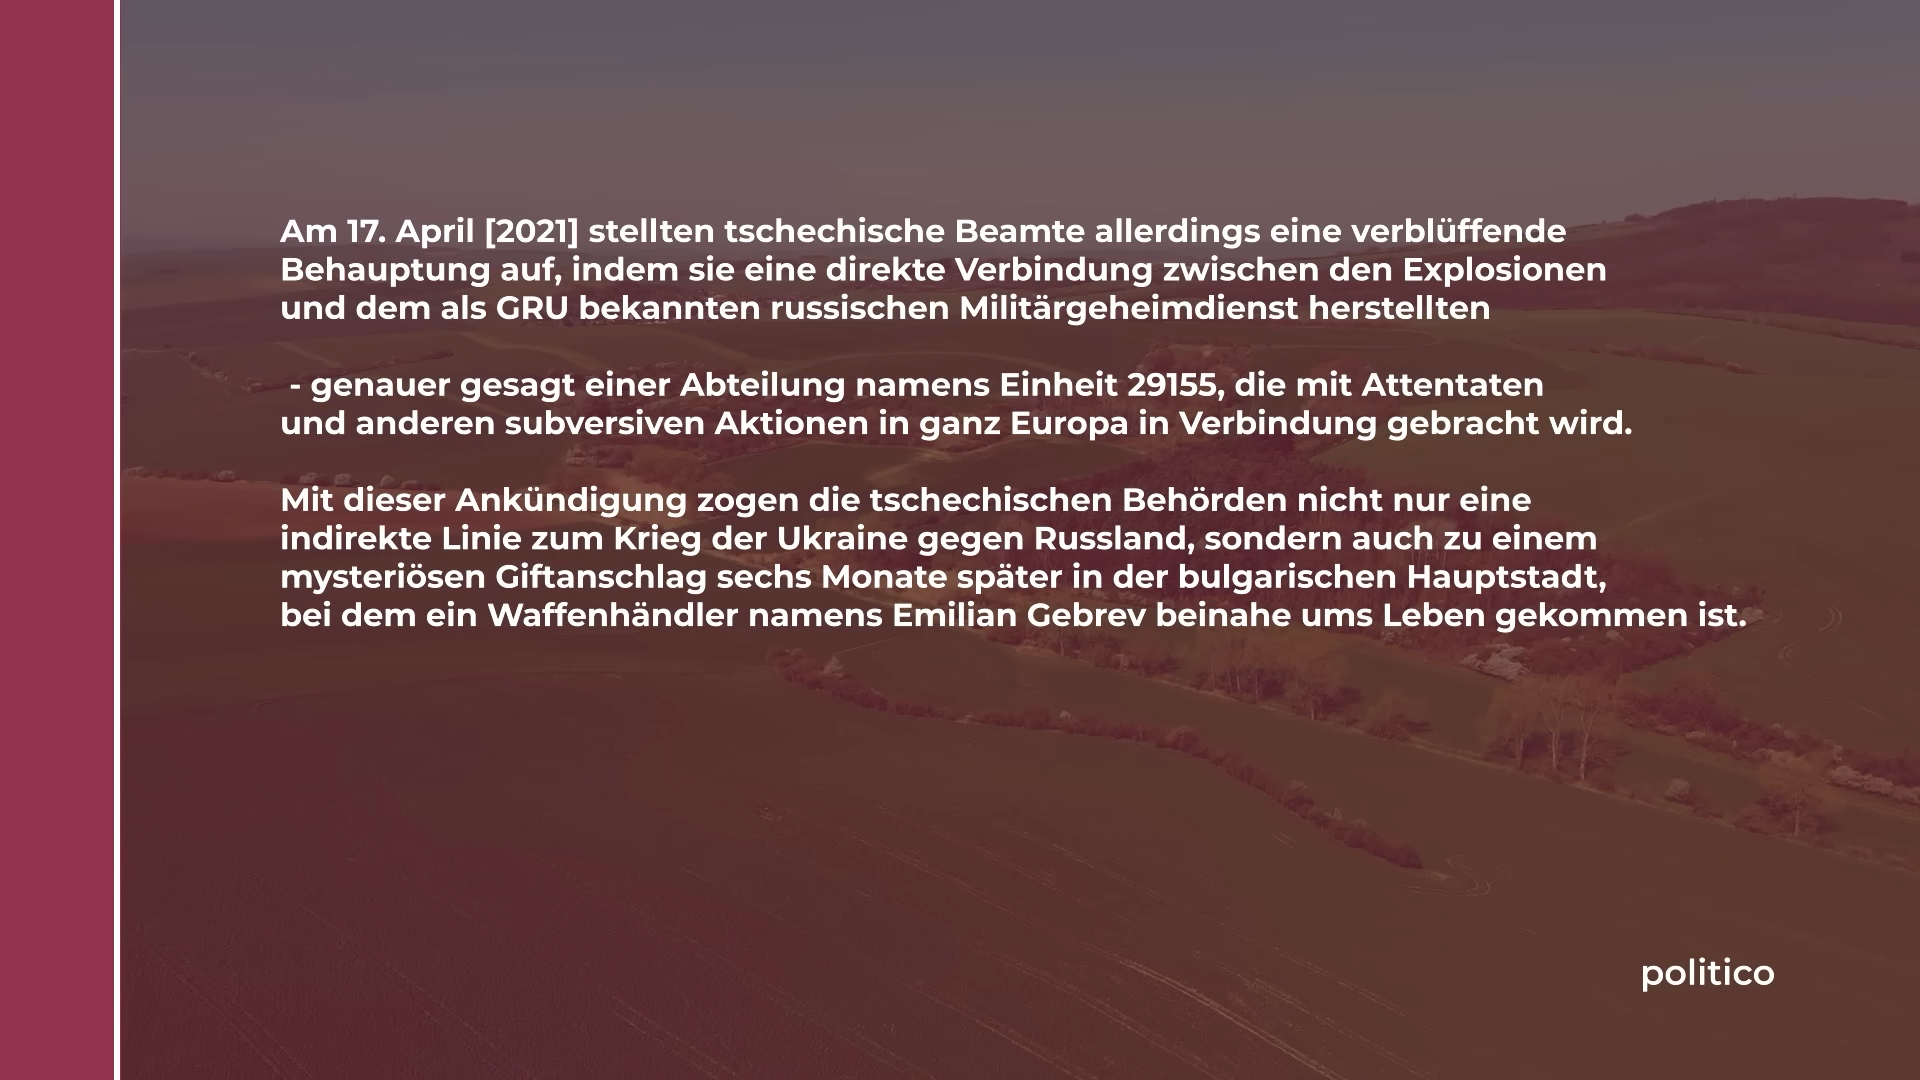 Am 17. April [2021] stellten tschechische Beamte allerdings eine verblüffende
Behauptung auf, indem sie eine direkte Verbindung zwischen den Explosionen
und dem als GRU bekannten russischen Militärgeheimdienst herstellten
- genauer gesagt einer Abteilung namens Einheit 29155, die mit Attentaten
und anderen subversiven Aktionen in ganz Europa in Verbindung gebracht wird.
Mit dieser Ankündigung zogen die tschechischen Behörden nicht nur eine
indirekte Linie zum Krieg der Ukraine gegen Russland, sondern auch zu einem
mysteriösen Giftanschlag sechs Monate später in der bulgarischen Hauptstadt,
bei dem ein Waffenhändler namens Emilian Gebrev beinahe ums Leben gekommen ist.
politico